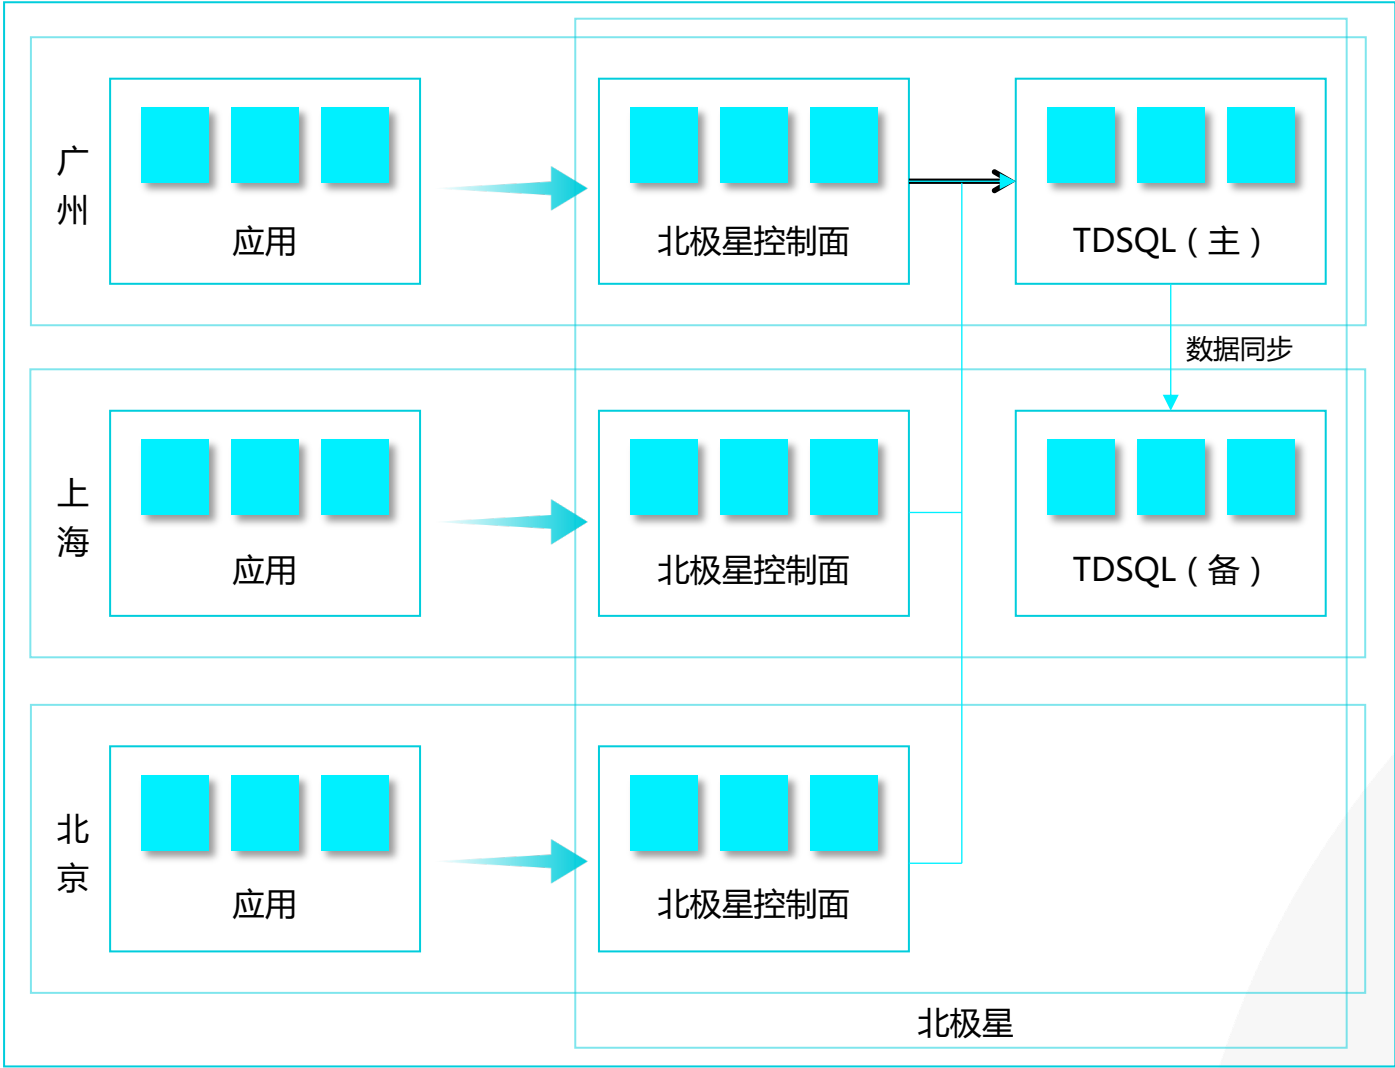 广
州
应用
北极星控制面
TDSQL（主）
数据同步
上
海
应用
北极星控制面
TDSQL（备）
北
京
应用
北极星控制面
北极星